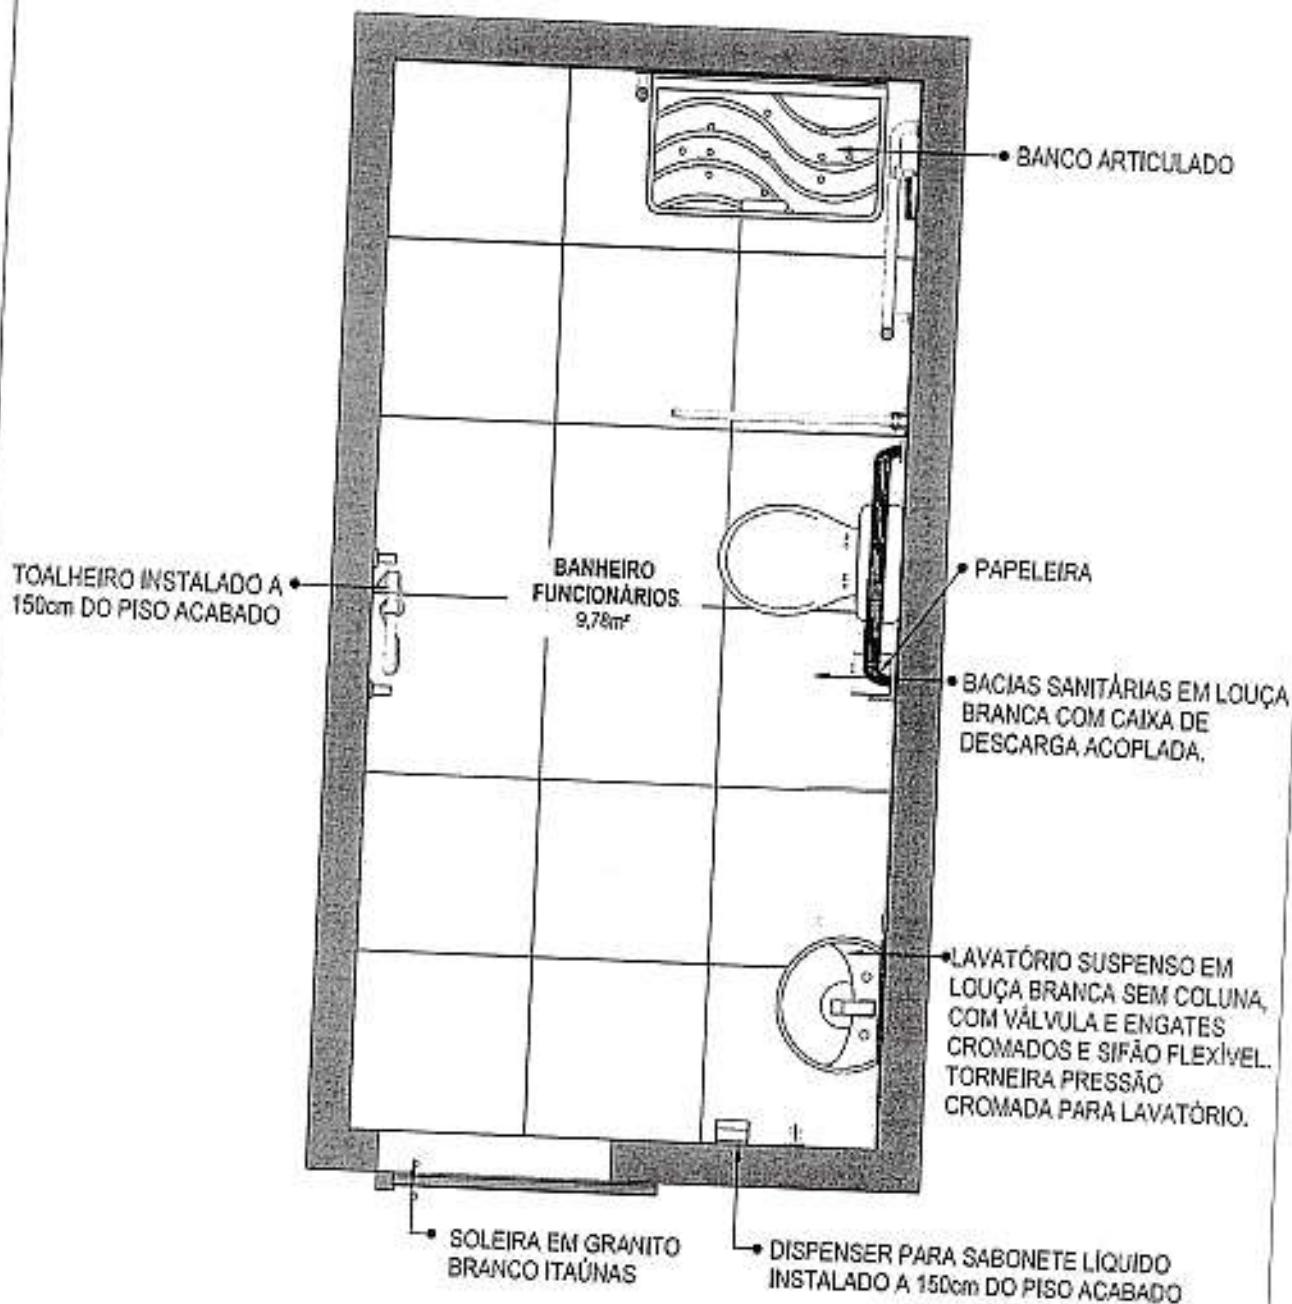 BANCO ARTICULADO
TOALHEIRO INSTALADO A
150cm DO PISO ACABADO
BANHEIRO
FUNCIONÁRIOS
9,78m²
PAPELEIRA
BACIAS SANITÁRIAS EM LOUÇA
BRANCA COM CAIXA DE
DESCARGA ACOPLADA.
LAVATÓRIO SUSPENSO EM
LOUÇA BRANCA SEM COLUNA,
COM VÁLVULA E ENGATES
CROMADOS E SIFÃO FLEXÍVEL.
TORNEIRA PRESSÃO
CROMADA PARA LAVATÓRIO.
SOLEIRA EM GRANITO
BRANCO ITAÚNAS
DISPENSER PARA SABONETE LÍQUIDO
INSTALADO A 150cm DO PISO ACABADO